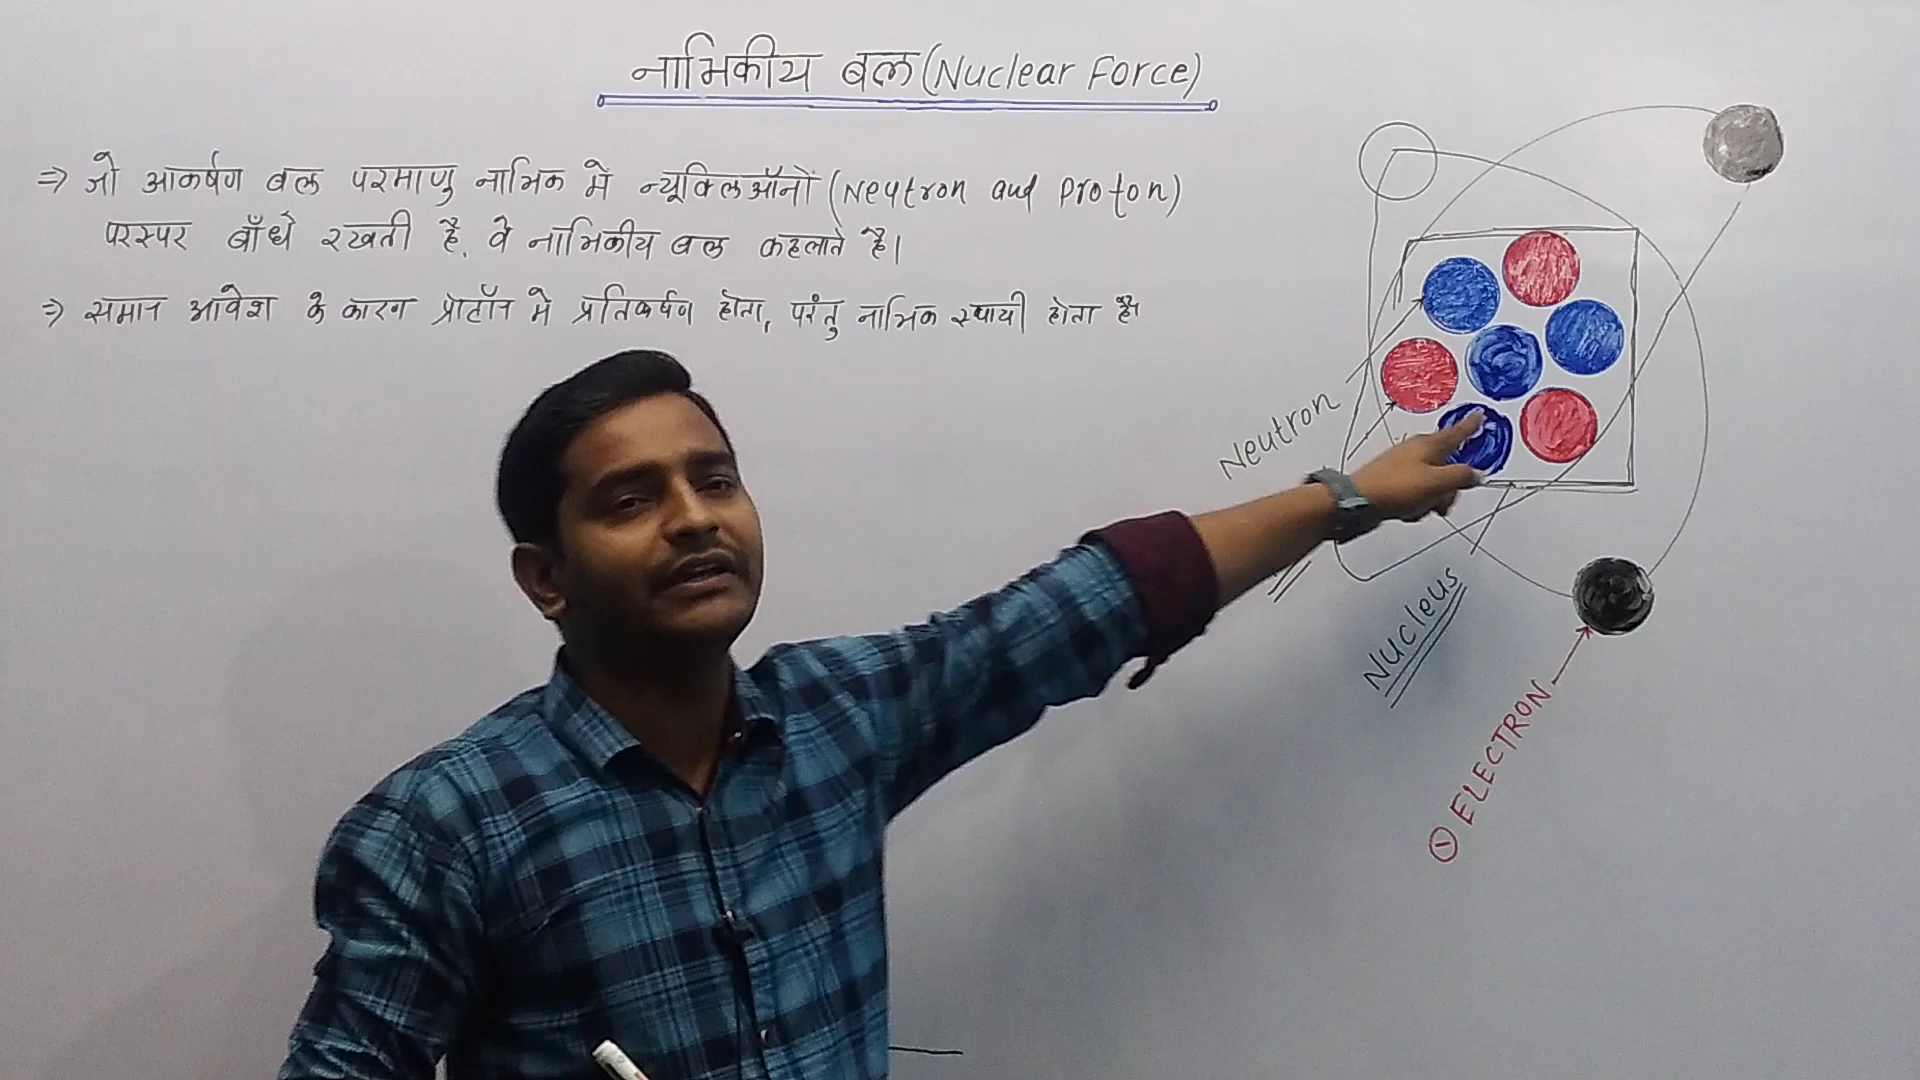 नाभिकीय बल (Nuclear Force)
⇒ जो आकर्षण बल परमाणु नाभिक मे न्यूक्लिऑनों (Neutron and Proton)
परस्पर बाँधे रखती है, वे नाभिकीय बल कहलाते है।
⇒ समान आवेश के कारण प्रोटॉन मे प्रतिकर्षण होता, परंतु नाभिक स्थायी होता है।
Neutron
Nucleus
① ELECTRON